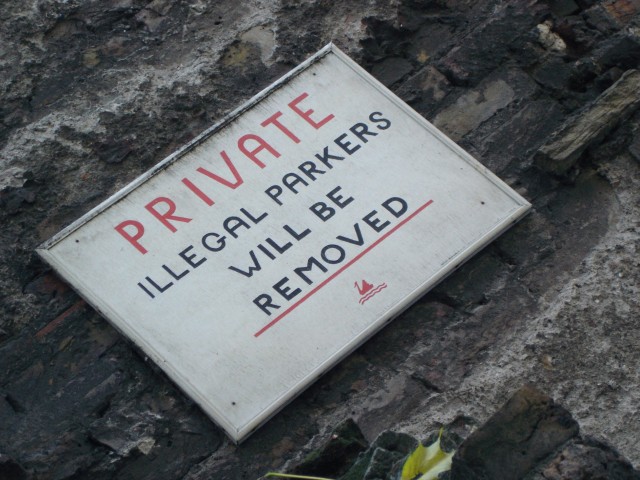 PRIVATE
ILLEGAL PARKERS
WILL BE
REMOVED